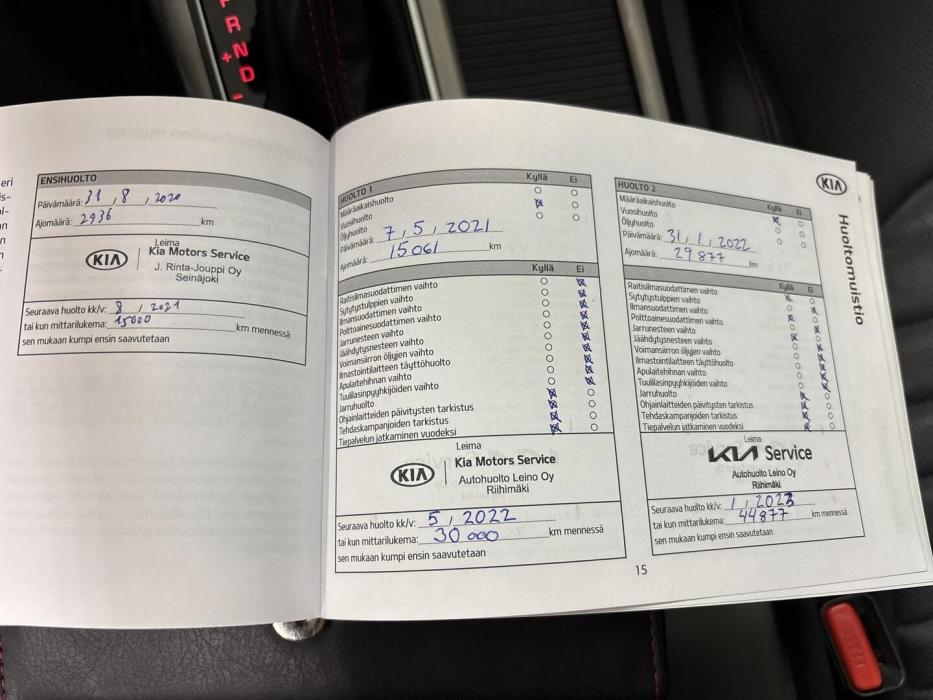 R
N
+
D
-
eri
ENSIHUOLTO
Päivämäärä: 31, 8, 2020
Ajomäärä: 2936 km
Leima
KIA Kia Motors Service
J. Rinta-Jouppi Oy
Seinäjoki
Seuraava huolto kk/v: 8, 2021
tai kun mittarilukema: 15000 km mennessä
sen mukaan kumpi ensin saavutetaan
HUOLTO 1 Kyllä Ei
Määräaikaishuolto
Vuosihuolto
Öljyhuolto
Päivämäärä: 7, 5, 2021
Ajomäärä: 15061 km
Kyllä Ei
Raitisilmasuodattimen vaihto
Sytytystulppien vaihto
Ilmansuodattimen vaihto
Polttoainesuodattimen vaihto
Jarrunesteen vaihto
Jäähdytysnesteen vaihto
Voimansiirron öljyjen vaihto
Ilmastointilaitteen täyttöhuolto
Apulaitehihnan vaihto
Tuulilasinpyyhkijöiden vaihto
Jarruhuolto
Ohjainlaitteiden päivitysten tarkistus
Tehdaskampanjoiden tarkistus
Tiepalvelun jatkaminen vuodeksi
Leima
KIA Kia Motors Service
Autohuolto Leino Oy
Riihimäki
Seuraava huolto kk/v: 5, 2022
tai kun mittarilukema: 30 000 km mennessä
sen mukaan kumpi ensin saavutetaan
HUOLTO 2 Kyllä Ei
Määräaikaishuolto
Vuosihuolto
Öljyhuolto
Päivämäärä: 31, 1, 2022
Ajomäärä: 29877 km
Kyllä Ei
Raitisilmasuodattimen vaihto
Sytytystulppien vaihto
Ilmansuodattimen vaihto
Polttoainesuodattimen vaihto
Jarrunesteen vaihto
Jäähdytysnesteen vaihto
Voimansiirron öljyjen vaihto
Ilmastointilaitteen täyttöhuolto
Apulaitehihnan vaihto
Tuulilasinpyyhkijöiden vaihto
Jarruhuolto
Ohjainlaitteiden päivitysten tarkistus
Tehdaskampanjoiden tarkistus
Tiepalvelun jatkaminen vuodeksi
Leima
KIA Service
Autohuolto Leino Oy
Riihimäki
Seuraava huolto kk/v: 1, 2023
tai kun mittarilukema: 44877 km mennessä
sen mukaan kumpi ensin saavutetaan
KIA
Huoltomuistio
15